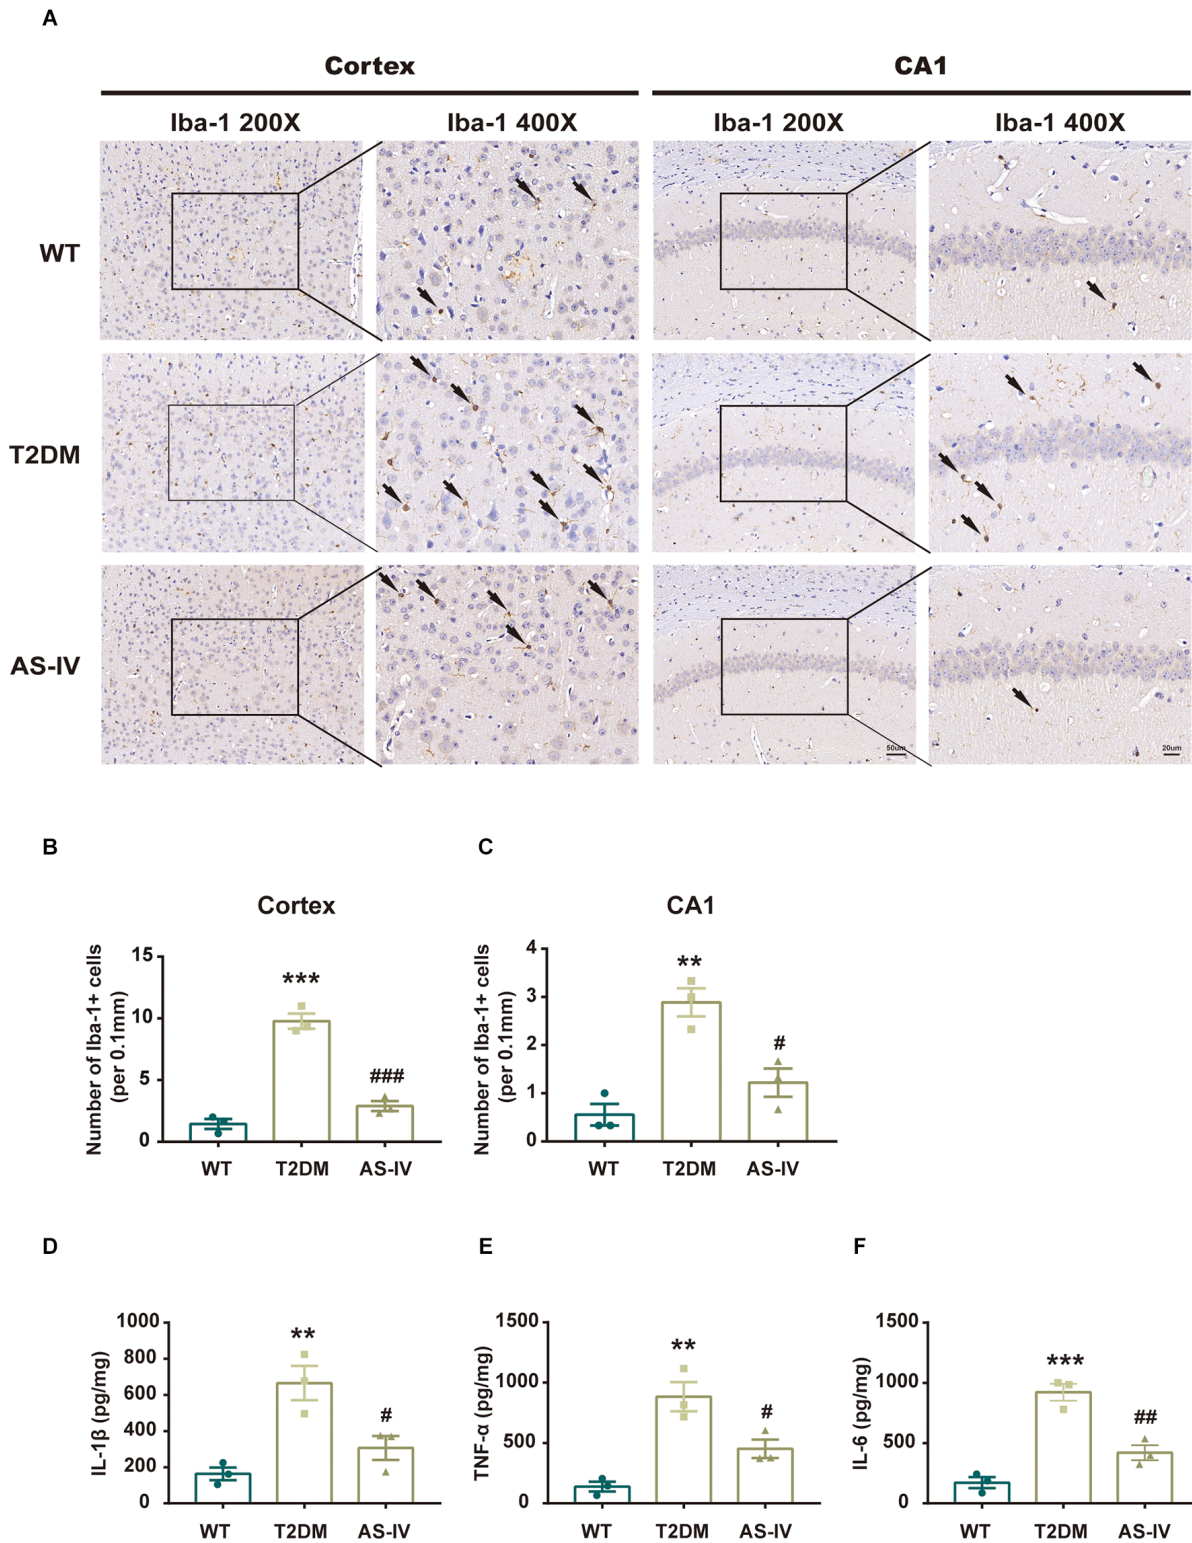 A
Cortex
CA1
Iba-1 200X
Iba-1 400X
Iba-1 200X
Iba-1 400X
WT
T2DM
AS-IV
50um
20um
B
Cortex
Number of Iba-1+ cells
(per 0.1mm)
15
10
5
0
***
###
WT
T2DM
AS-IV
C
CA1
Number of Iba-1+ cells
(per 0.1mm)
4
3
2
1
0
**
#
WT
T2DM
AS-IV
D
IL-1β (pg/mg)
1000
800
600
400
200
0
**
#
WT
T2DM
AS-IV
E
TNF-α (pg/mg)
1500
1000
500
0
**
#
WT
T2DM
AS-IV
F
IL-6 (pg/mg)
1500
1000
500
0
***
##
WT
T2DM
AS-IV